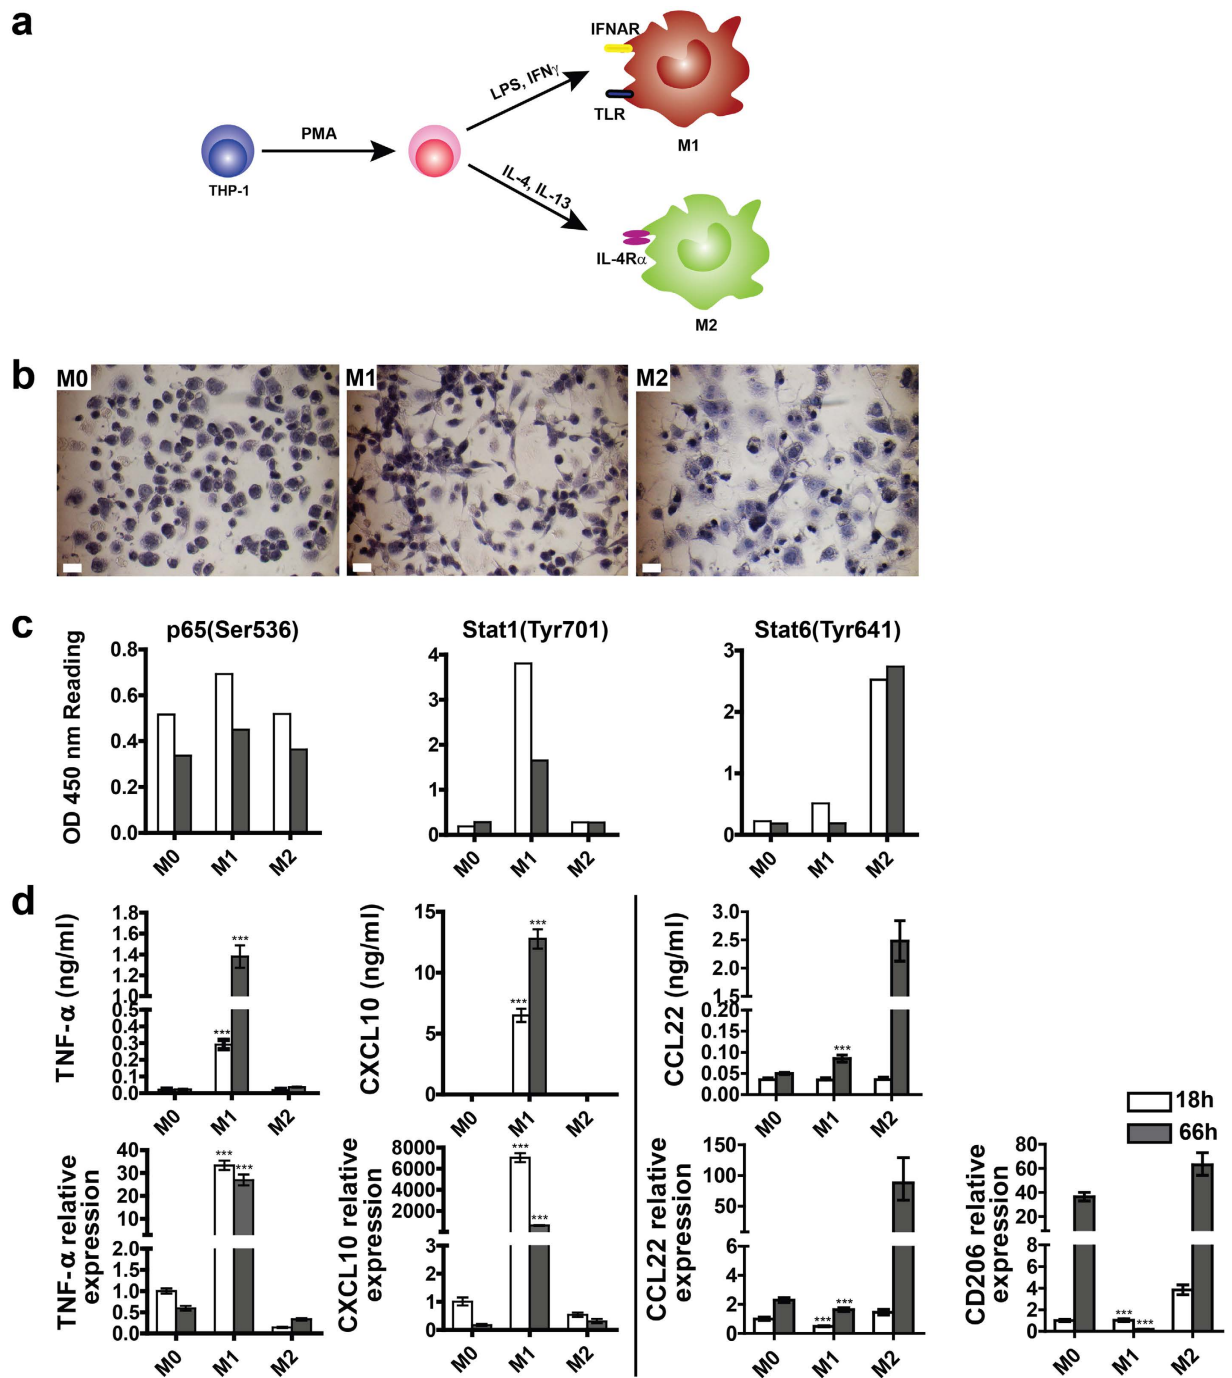 a
IFNAR
LPS, IFNγ
TLR
PMA
M1
THP-1
IL-4, IL-13
IL-4Rα
M2
b
M0
M1
M2
c
p65(Ser536)
Stat1(Tyr701)
Stat6(Tyr641)
OD 450 nm Reading
0.8
0.6
0.4
0.2
0.0
M0
M1
M2
4
3
2
1
0
M0
M1
M2
3
2
1
0
M0
M1
M2
d
TNF-α (ng/ml)
1.8
1.6
1.4
1.2
1.0
0.5
0.4
0.3
0.2
0.1
0.0
***
***
M0
M1
M2
CXCL10 (ng/ml)
15
10
5
0
***
***
M0
M1
M2
CCL22 (ng/ml)
3.0
2.5
2.0
1.5
0.20
0.15
0.10
0.05
0.00
***
M0
M1
M2
18h
66h
TNF-α relative
expression
40
30
20
10
2.0
1.5
1.0
0.5
0.0
***
***
M0
M1
M2
CXCL10 relative
expression
8000
6000
4000
2000
3
2
1
0
***
***
M0
M1
M2
CCL22 relative
expression
150
100
50
6
4
2
0
***
***
M0
M1
M2
CD206 relative
expression
80
60
40
20
8
6
4
2
0
***
***
M0
M1
M2